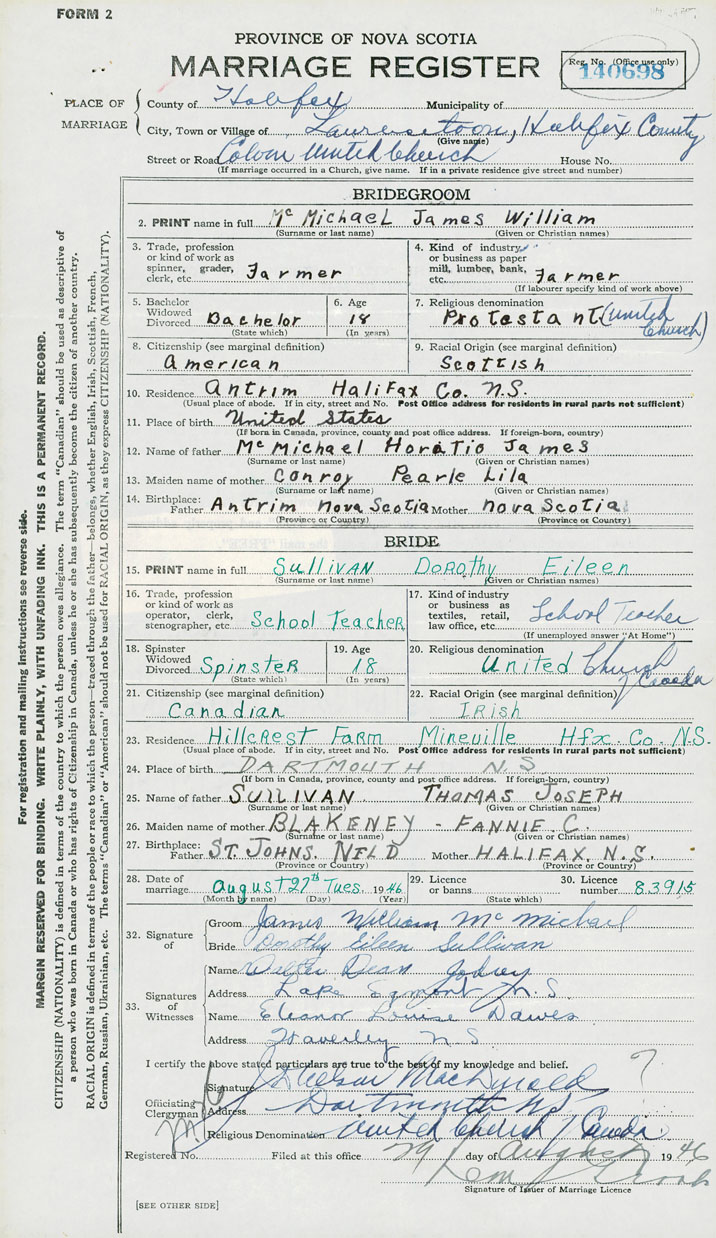 FORM 2
PROVINCE OF NOVA SCOTIA
MARRIAGE REGISTER
Reg. No. (Office use only)
140698
PLACE OF MARRIAGE
County of Halifax Municipality of
City, Town or Village of Lawrencetown, Halifax County
(Give name)
Street or Road United Church House No.
(If marriage occurred in a Church, give name. If in a private residence give street and number)
BRIDEGROOM
2. PRINT name in full McMichael James William
(Surname or last name) (Given or Christian names)
3. Trade, profession or kind of work as spinner, grader, clerk, etc. Farmer
4. Kind of industry or business as paper mill, lumber, bank, etc. Farmer
(If labourer specify kind of work above)
5. Bachelor Widowed Divorced Bachelor
(State which)
6. Age 18
(In years)
7. Religious denomination Protestant (United Church)
8. Citizenship (see marginal definition) American
9. Racial Origin (see marginal definition) Scottish
10. Residence Antrim Halifax Co. N.S.
(Usual place of abode. If in city, street and No. Post Office address for residents in rural parts not sufficient)
11. Place of birth United States
(If born in Canada, province, county and post office address. If foreign-born, country)
12. Name of father McMichael Horatio James
(Surname or last name) (Given or Christian names)
13. Maiden name of mother Conroy Pearle Lila
(Surname or last name) (Given or Christian names)
14. Birthplace: Father Antrim Nova Scotia Mother Nova Scotia
(Province or Country) (Province or Country)
BRIDE
15. PRINT name in full Sullivan Dorothy Eileen
(Surname or last name) (Given or Christian names)
16. Trade, profession or kind of work as operator, clerk, stenographer, etc. School Teacher
17. Kind of industry or business as textiles, retail, law office, etc. School Teacher
(If unemployed answer "At Home")
18. Spinster Widowed Divorced Spinster
(State which)
19. Age 18
(In years)
20. Religious denomination United Church Canada
21. Citizenship (see marginal definition) Canadian
22. Racial Origin (see marginal definition) Irish
23. Residence Hillcrest Farm Mineville Hfx. Co. N.S.
(Usual place of abode. If in city, street and No. Post Office address for residents in rural parts not sufficient)
24. Place of birth DARTMOUTH N.S.
(If born in Canada, province, county and post office address. If foreign-born, country)
25. Name of father SULLIVAN THOMAS JOSEPH
(Surname or last name) (Given or Christian names)
26. Maiden name of mother BLAKENEY - FANNIE C.
(Surname or last name) (Given or Christian names)
27. Birthplace: Father ST. JOHNS. NFLD Mother HALIFAX, N.S.
(Province or Country) (Province or Country)
28. Date of marriage August 27th Tues. 1946
(Month by name) (Day) (Year)
29. Licence or banns
(State which)
30. Licence number 83915
32. Signature of
Groom James William McMichael
Bride Dorothy Eileen Sullivan
33. Signatures of Witnesses
Name Dean
Address Lake Egmont N.S.
Name Eleanor Louise Dawes
Address Waverley N.S.
I certify the above stated particulars are true to the best of my knowledge and belief. ?
Officiating Clergyman
Signature MacDonald
Address Dartmouth NS
Religious Denomination United Church of Canada
Registered No. Filed at this office 29 day of August 1946
Signature of Issuer of Marriage Licence
[SEE OTHER SIDE]
For registration and mailing instructions see reverse side.
MARGIN RESERVED FOR BINDING. WRITE PLAINLY, WITH UNFADING INK. THIS IS A PERMANENT RECORD.
CITIZENSHIP (NATIONALITY) is defined in terms of the country to which the person owes allegiance. The term "Canadian" should be used as descriptive of
a person who was born in Canada or who has rights of Citizenship in Canada, unless he or she has subsequently become the citizen of another country.
RACIAL ORIGIN is defined in terms of the people or race to which the person—traced through the father—belongs, whether English, Irish, Scottish, French,
German, Russian, Ukrainian, etc. The terms "Canadian" or "American" should not be used for RACIAL ORIGIN, as they express CITIZENSHIP (NATIONALITY).